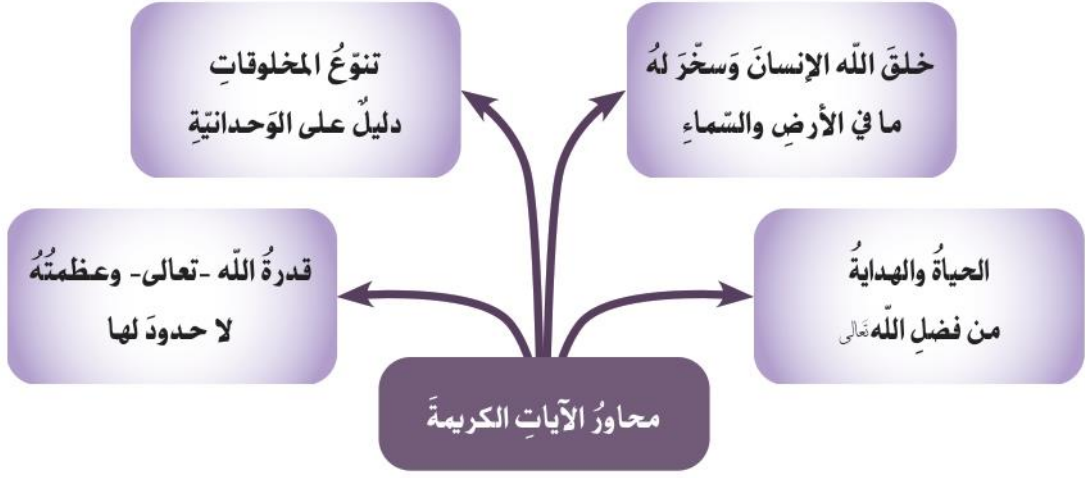 خلقَ اللّه الإنسانَ وَسخّرَ لهُ
ما في الأرضِ والسّماءِ
تنوّعُ المخلوقاتِ
دليلٌ على الوَحدانيّةِ
الحياةُ والهدايةُ
من فضلِ اللّه تَعَالى
قدرةُ اللّه -تعالى- وعظمتُهُ
لا حدودَ لها
محاورُ الآياتِ الكريمةَ